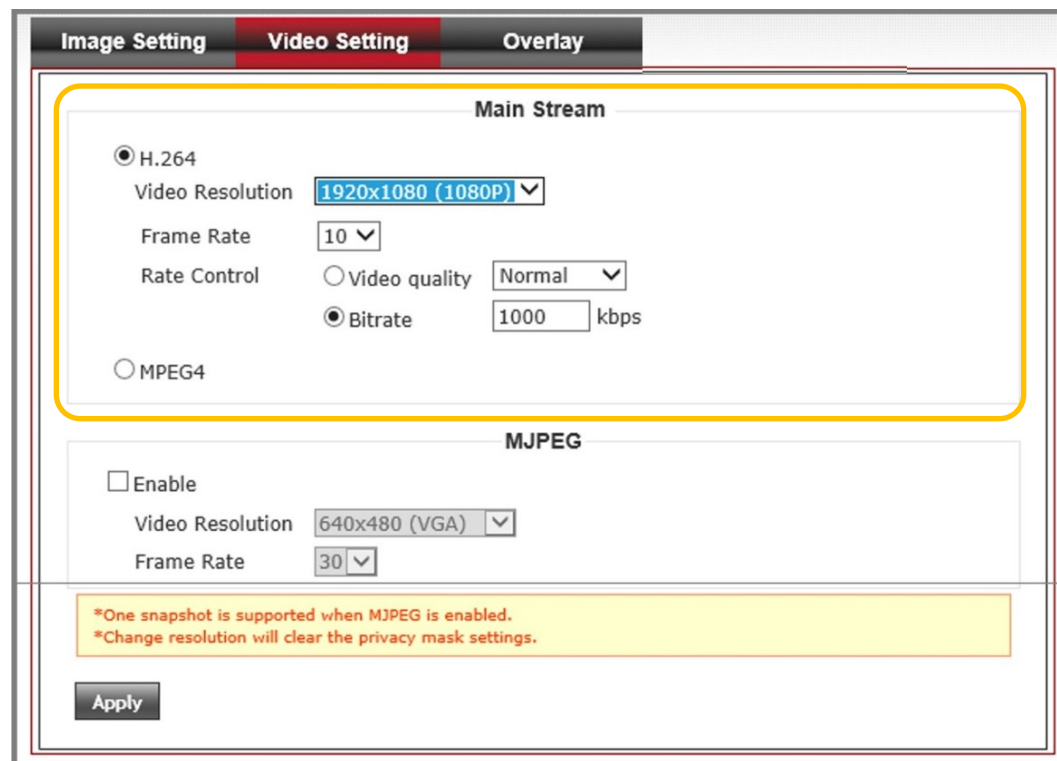 Image Setting Video Setting Overlay
Main Stream
H.264
Video Resolution 1920x1080 (1080P)
Frame Rate 10
Rate Control Video quality Normal
Bitrate 1000 kbps
MPEG4
MJPEG
Enable
Video Resolution 640x480 (VGA)
Frame Rate 30
*One snapshot is supported when MJPEG is enabled.
*Change resolution will clear the privacy mask settings.
Apply